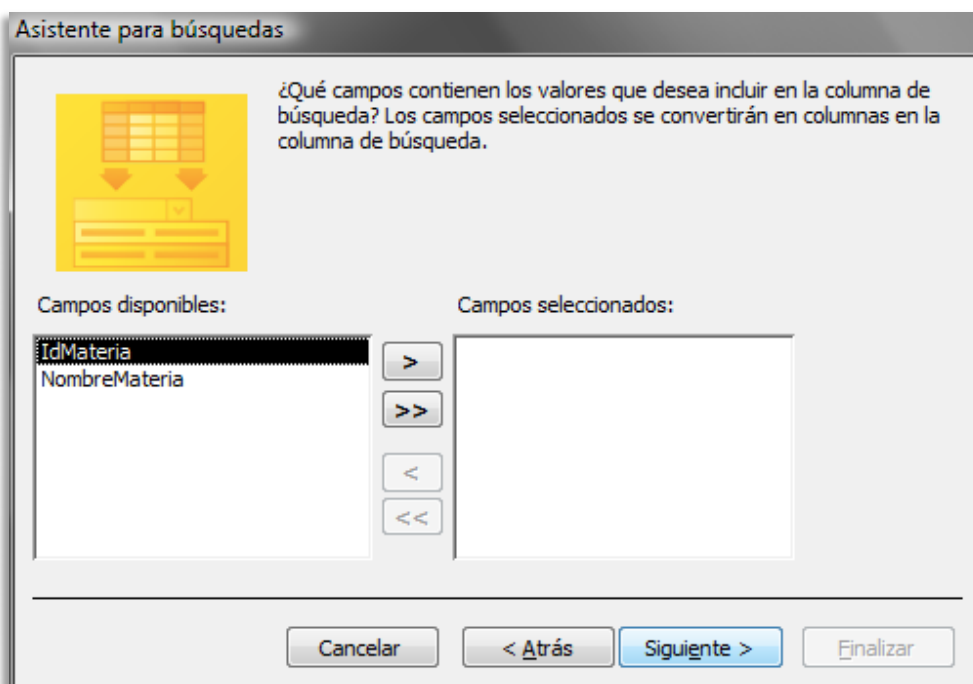 Asistente para búsquedas
¿Qué campos contienen los valores que desea incluir en la columna de
búsqueda? Los campos seleccionados se convertirán en columnas en la
columna de búsqueda.
Campos disponibles:
Campos seleccionados:
IdMateria
NombreMateria
>
>>
<
<<
Cancelar
< Atrás
Siguiente >
Finalizar